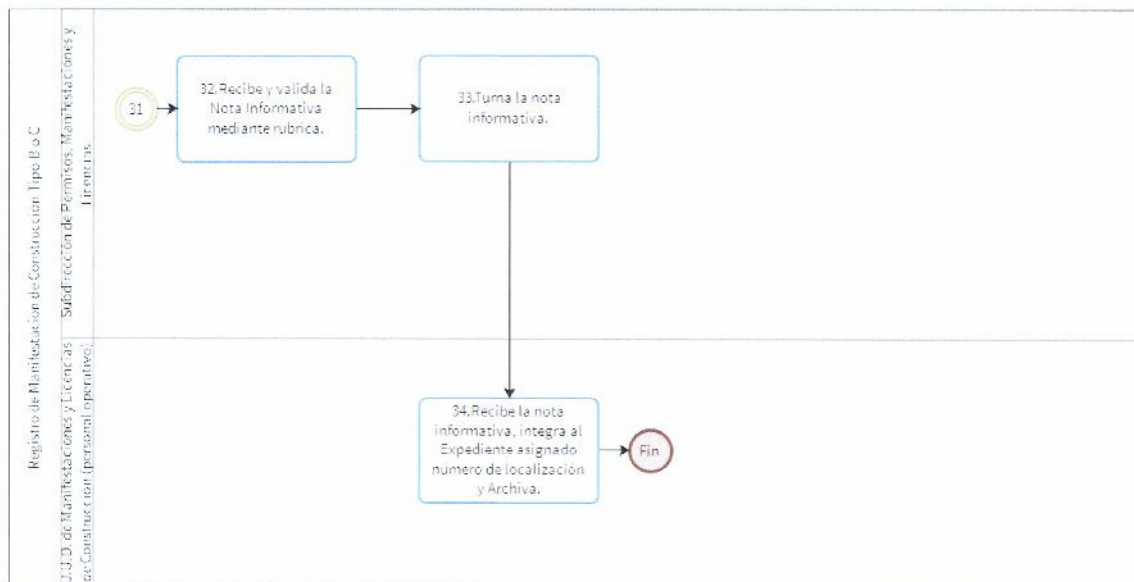 Registro de Manifestación de Construcción Tipo B o C
Subdirección de Permisos, Manifestaciones y
Licencias
31
32.Recibe y valida la
Nota Informativa
mediante rubrica.
33.Turna la nota
informativa.
J.U.D. de Manifestaciones y Licencias
de Construcción (personal operativo)
34.Recibe la nota
informativa, integra al
Expediente asignado
numero de localización
y Archiva.
Fin